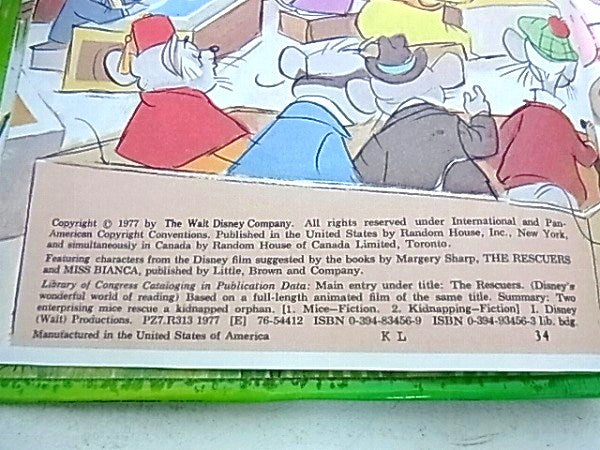 Copyright © 1977 by The Walt Disney Company. All rights reserved under International and Pan-
American Copyright Conventions. Published in the United States by Random House, Inc., New York,
and simultaneously in Canada by Random House of Canada Limited, Toronto.
Featuring characters from the Disney film suggested by the books by Margery Sharp, THE RESCUERS
and MISS BIANCA, published by Little, Brown and Company.
Library of Congress Cataloging in Publication Data: Main entry under title: The Rescuers. (Disney's
wonderful world of reading) Based on a full-length animated film of the same title. Summary: Two
enterprising mice rescue a kidnapped orphan. [1. Mice—Fiction. 2. Kidnapping—Fiction] I. Disney
(Walt) Productions. PZ7.R313 1977 [E] 76-54412 ISBN 0-394-83456-9 ISBN 0-394-93456-3 lib. bdg.
Manufactured in the United States of America K L 34